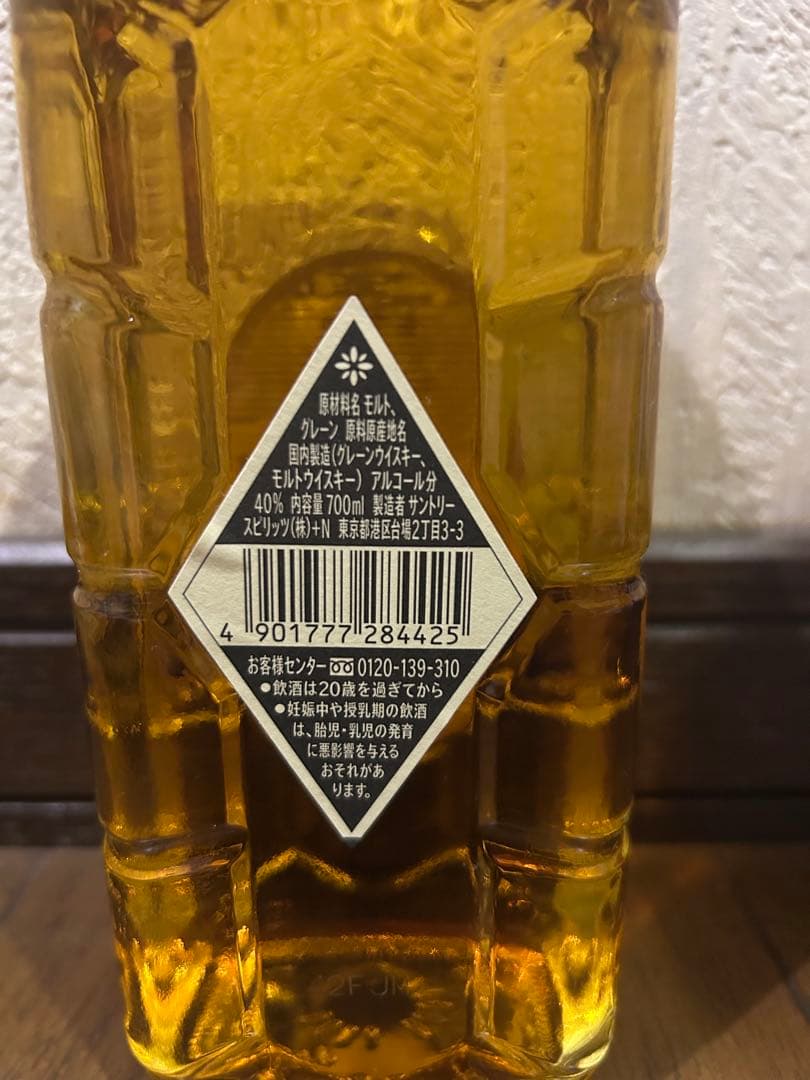 原材料名 モルト、
グレーン 原料原産地名
国内製造(グレーンウイスキー、
モルトウイスキー) アルコール分
40% 内容量700ml 製造者 サントリー
スピリッツ(株)+N 東京都港区台場2丁目3-3
4 901777 284425
お客様センター 0120-139-310
●飲酒は20歳を過ぎてから
●妊娠中や授乳期の飲酒
は、胎児・乳児の発育
に悪影響を与える
おそれがあ
ります。